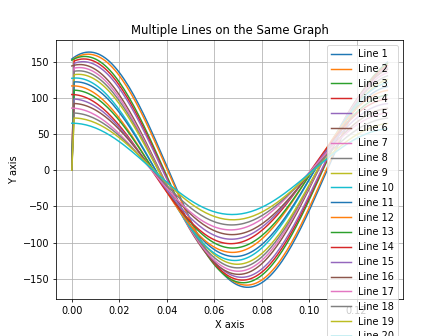 Multiple Lines on the Same Graph
150
100
50
0
−50
−100
−150
Y axis
0.00
0.02
0.04
0.06
0.08
0.10
X axis
Line 1
Line 2
Line 3
Line 4
Line 5
Line 6
Line 7
Line 8
Line 9
Line 10
Line 11
Line 12
Line 13
Line 14
Line 15
Line 16
Line 17
Line 18
Line 19
Line 20